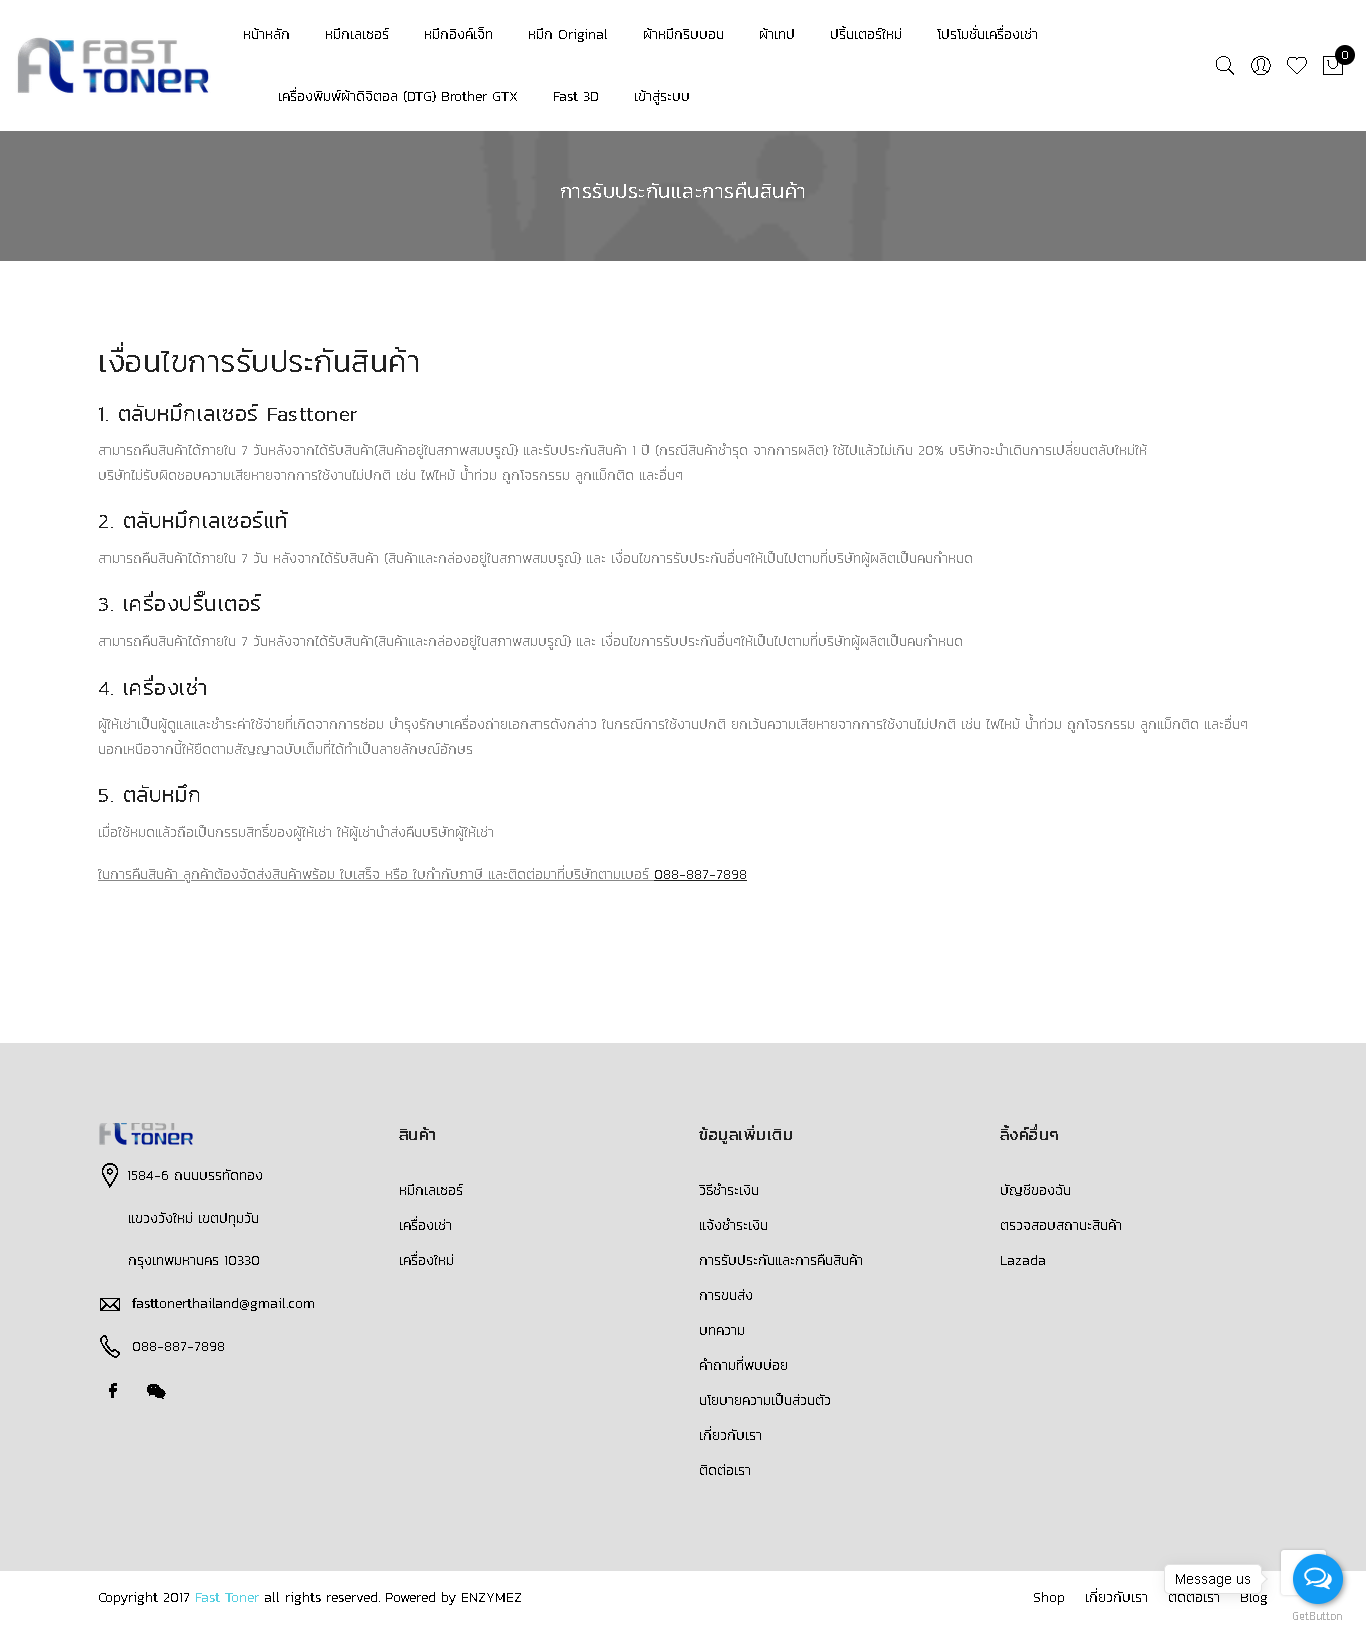 FAST TONER
หน้าหลัก หมึกเลเซอร์ หมึกอิงค์เจ็ท หมึก Original ผ้าหมึกริบบอน ผ้าเทป ปริ้นเตอร์ใหม่ โปรโมชั่นเครื่องเช่า
เครื่องพิมพ์ผ้าดิจิตอล (DTG) Brother GTX Fast 3D เข้าสู่ระบบ
0
การรับประกันและการคืนสินค้า
เงื่อนไขการรับประกันสินค้า
1. ตลับหมึกเลเซอร์ Fasttoner
สามารถคืนสินค้าได้ภายใน 7 วันหลังจากได้รับสินค้า(สินค้าอยู่ในสภาพสมบรูณ์) และรับประกันสินค้า 1 ปี (กรณีสินค้าชำรุด จากการผลิต) ใช้ไปแล้วไม่เกิน 20% บริษัทจะนำเดินการเปลี่ยนตลับใหม่ให้
บริษัทไม่รับผิดชอบความเสียหายจากการใช้งานไม่ปกติ เช่น ไฟไหม้ น้ำท่วม ถูกโจรกรรม ลูกแม็กติด และอื่นๆ
2. ตลับหมึกเลเซอร์แท้
สามารถคืนสินค้าได้ภายใน 7 วัน หลังจากได้รับสินค้า (สินค้าและกล่องอยู่ในสภาพสมบรูณ์) และ เงื่อนไขการรับประกันอื่นๆให้เป็นไปตามที่บริษัทผู้ผลิตเป็นคนกำหนด
3. เครื่องปริ้นเตอร์
สามารถคืนสินค้าได้ภายใน 7 วันหลังจากได้รับสินค้า(สินค้าและกล่องอยู่ในสภาพสมบรูณ์) และ เงื่อนไขการรับประกันอื่นๆให้เป็นไปตามที่บริษัทผู้ผลิตเป็นคนกำหนด
4. เครื่องเช่า
ผู้ให้เช่าเป็นผู้ดูแลและชำระค่าใช้จ่ายที่เกิดจากการซ่อม บำรุงรักษาเครื่องถ่ายเอกสารดังกล่าว ในกรณีการใช้งานปกติ ยกเว้นความเสียหายจากการใช้งานไม่ปกติ เช่น ไฟไหม้ น้ำท่วม ถูกโจรกรรม ลูกแม็กติด และอื่นๆ
นอกเหนือจากนี้ให้ยึดตามสัญญาฉบับเต็มที่ได้ทำเป็นลายลักษณ์อักษร
5. ตลับหมึก
เมื่อใช้หมดแล้วถือเป็นกรรมสิทธิ์ของผู้ให้เช่า ให้ผู้เช่านำส่งคืนบริษัทผู้ให้เช่า
ในการคืนสินค้า ลูกค้าต้องจัดส่งสินค้าพร้อม ใบเสร็จ หรือ ใบกำกับภาษี และติดต่อมาที่บริษัทตามเบอร์ 088-887-7898
FAST TONER สินค้า ข้อมูลเพิ่มเติม ลิ้งค์อื่นๆ
1584-6 ถนนบรรทัดทอง
แขวงวังใหม่ เขตปทุมวัน
กรุงเทพมหานคร 10330
fasttonerthailand@gmail.com
088-887-7898
หมึกเลเซอร์
เครื่องเช่า
เครื่องใหม่
วิธีชำระเงิน
แจ้งชำระเงิน
การรับประกันและการคืนสินค้า
การขนส่ง
บทความ
คำถามที่พบบ่อย
นโยบายความเป็นส่วนตัว
เกี่ยวกับเรา
ติดต่อเรา
บัญชีของฉัน
ตรวจสอบสถานะสินค้า
Lazada
Copyright 2017 Fast Toner all rights reserved. Powered by ENZYMEZ
Shop เกี่ยวกับเรา ติดต่อเรา Blog
Message us
GetButton